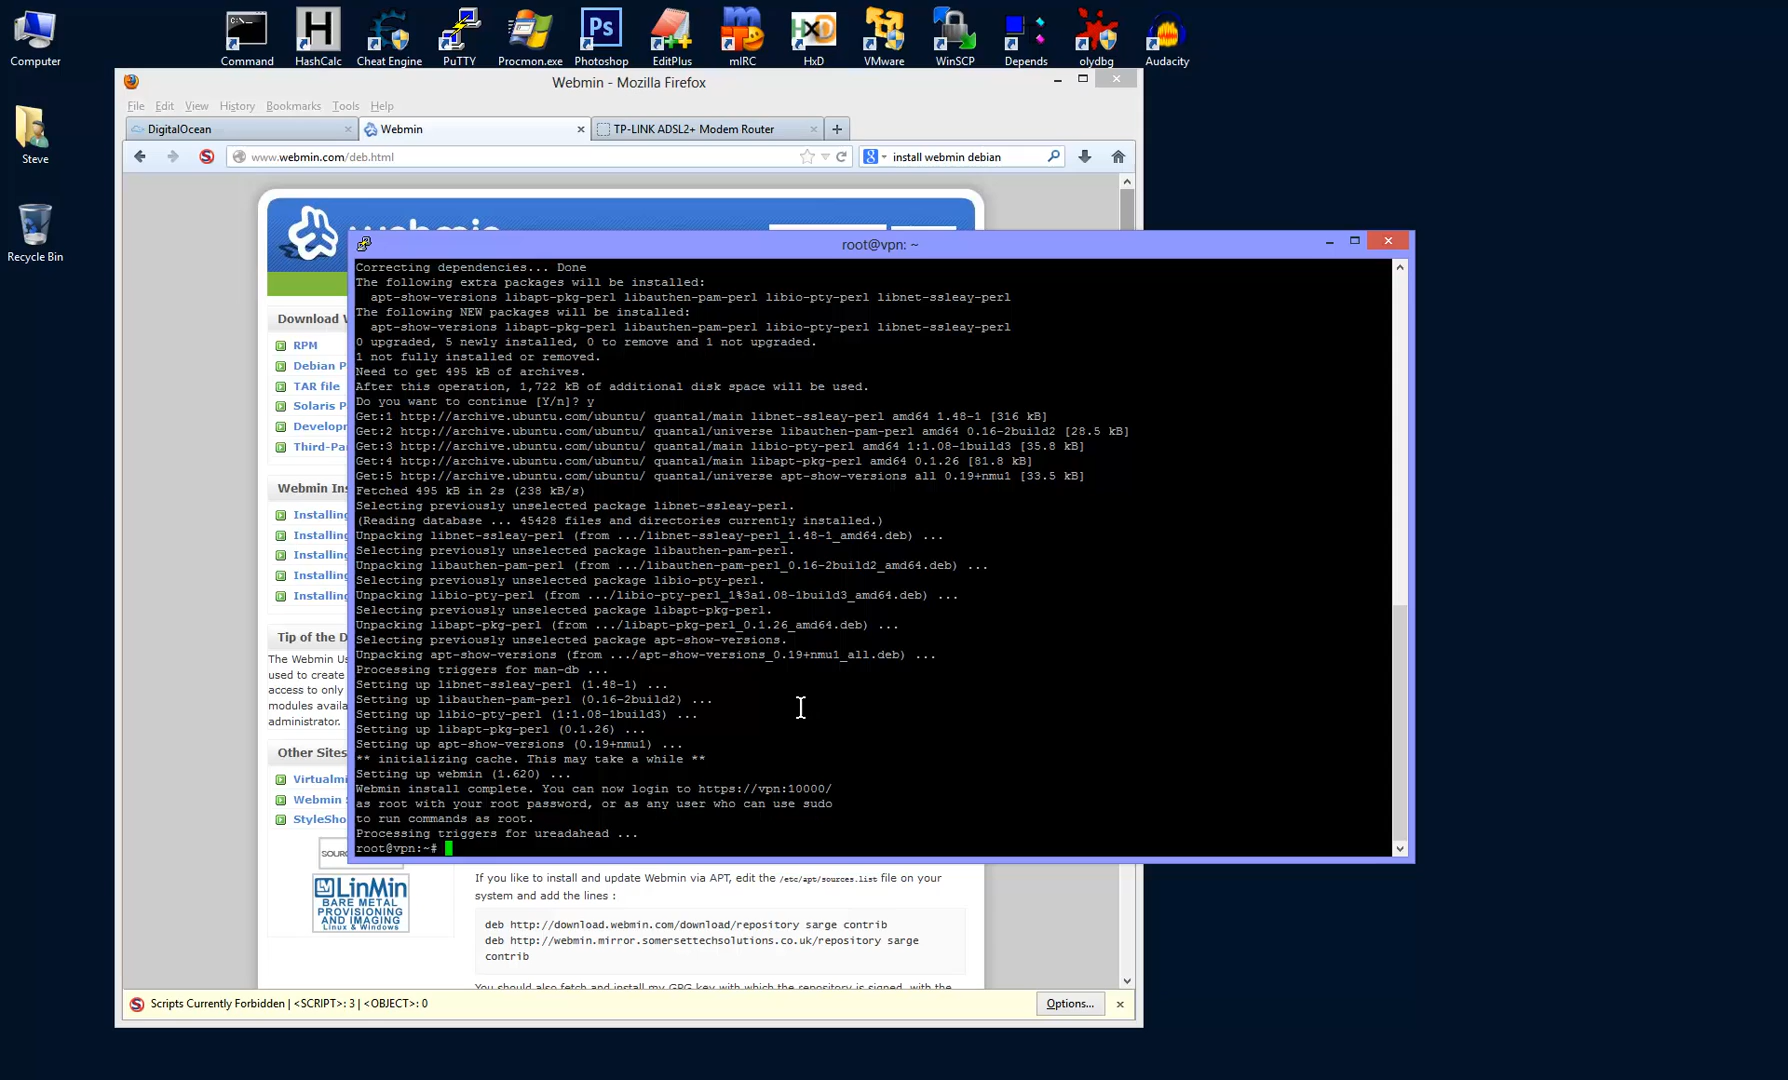 Computer
Command
HashCalc
Cheat Engine
PuTTY
Procmon.exe
Photoshop
EditPlus
mIRC
HxD
VMware
WinSCP
Depends
olydbg
Audacity
Steve
Recycle Bin
Webmin - Mozilla Firefox
File Edit View History Bookmarks Tools Help
DigitalOcean
Webmin
TP-LINK ADSL2+ Modem Router
www.webmin.com/deb.html
install webmin debian
Download W
RPM
Debian P
TAR file
Solaris P
Develop
Third-Pa
Webmin Ins
Installing
Installing
Installing
Installing
Installing
Tip of the D
The Webmin Us
used to create
access to only
modules availa
administrator.
Other Sites
Virtualmi
Webmin
StyleSho
SOUR
LinMin
BARE METAL
PROVISIONING
AND IMAGING
Linux & Windows
root@vpn: ~
Correcting dependencies... Done
The following extra packages will be installed:
apt-show-versions libapt-pkg-perl libauthen-pam-perl libio-pty-perl libnet-ssleay-perl
The following NEW packages will be installed:
apt-show-versions libapt-pkg-perl libauthen-pam-perl libio-pty-perl libnet-ssleay-perl
0 upgraded, 5 newly installed, 0 to remove and 1 not upgraded.
1 not fully installed or removed.
Need to get 495 kB of archives.
After this operation, 1,722 kB of additional disk space will be used.
Do you want to continue [Y/n]? y
Get:1 http://archive.ubuntu.com/ubuntu/ quantal/main libnet-ssleay-perl amd64 1.48-1 [316 kB]
Get:2 http://archive.ubuntu.com/ubuntu/ quantal/universe libauthen-pam-perl amd64 0.16-2build2 [28.5 kB]
Get:3 http://archive.ubuntu.com/ubuntu/ quantal/main libio-pty-perl amd64 1:1.08-1build3 [35.8 kB]
Get:4 http://archive.ubuntu.com/ubuntu/ quantal/main libapt-pkg-perl amd64 0.1.26 [81.8 kB]
Get:5 http://archive.ubuntu.com/ubuntu/ quantal/universe apt-show-versions all 0.19+nmu1 [33.5 kB]
Fetched 495 kB in 2s (238 kB/s)
Selecting previously unselected package libnet-ssleay-perl.
(Reading database ... 45428 files and directories currently installed.)
Unpacking libnet-ssleay-perl (from .../libnet-ssleay-perl_1.48-1_amd64.deb) ...
Selecting previously unselected package libauthen-pam-perl.
Unpacking libauthen-pam-perl (from .../libauthen-pam-perl_0.16-2build2_amd64.deb) ...
Selecting previously unselected package libio-pty-perl.
Unpacking libio-pty-perl (from .../libio-pty-perl_1%3a1.08-1build3_amd64.deb) ...
Selecting previously unselected package libapt-pkg-perl.
Unpacking libapt-pkg-perl (from .../libapt-pkg-perl_0.1.26_amd64.deb) ...
Selecting previously unselected package apt-show-versions.
Unpacking apt-show-versions (from .../apt-show-versions_0.19+nmu1_all.deb) ...
Processing triggers for man-db ...
Setting up libnet-ssleay-perl (1.48-1) ...
Setting up libauthen-pam-perl (0.16-2build2) ...
Setting up libio-pty-perl (1:1.08-1build3) ...
Setting up libapt-pkg-perl (0.1.26) ...
Setting up apt-show-versions (0.19+nmu1) ...
** initializing cache. This may take a while **
Setting up webmin (1.620) ...
Webmin install complete. You can now login to https://vpn:10000/
as root with your root password, or as any user who can use sudo
to run commands as root.
Processing triggers for ureadahead ...
root@vpn:~#
If you like to install and update Webmin via APT, edit the /etc/apt/sources.list file on your
system and add the lines :
deb http://download.webmin.com/download/repository sarge contrib
deb http://webmin.mirror.somersettechsolutions.co.uk/repository sarge
contrib
You should also fetch and install my GPG key with which the repository is signed, with the
Scripts Currently Forbidden | <SCRIPT>: 3 | <OBJECT>: 0
Options...